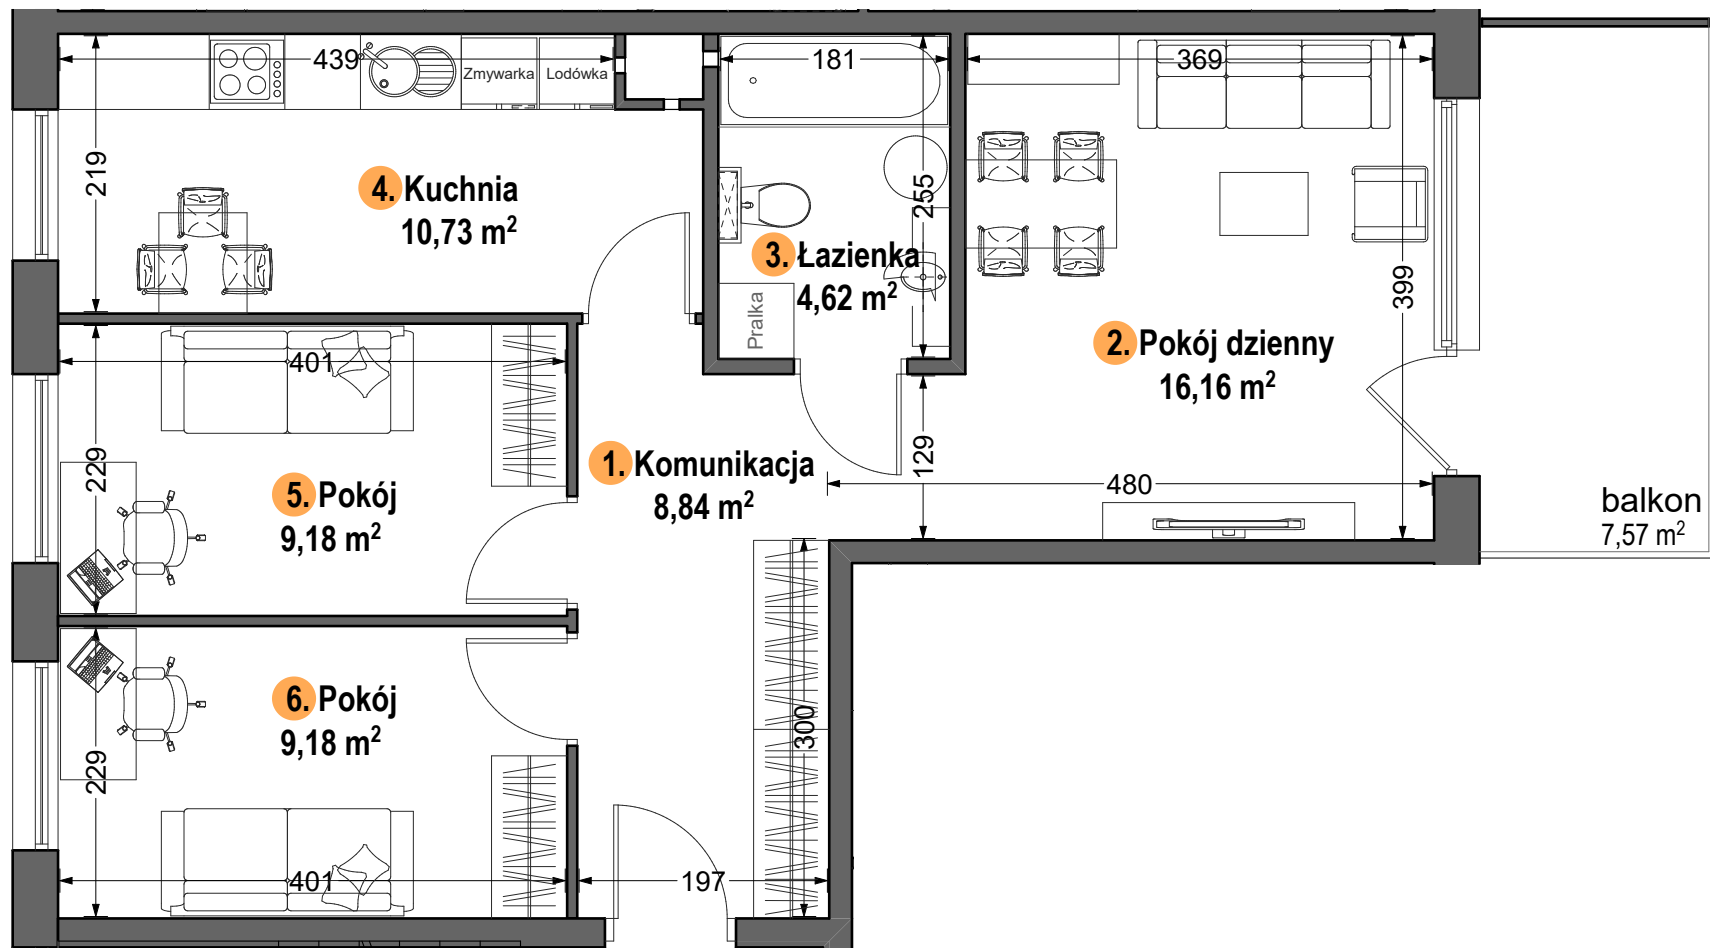 439
Zmywarka
Lodówka
181
369
219
4. Kuchnia
10,73 m²
255
3. Łazienka
4,62 m²
Pralka
399
2. Pokój dzienny
16,16 m²
401
229
5. Pokój
9,18 m²
1. Komunikacja
8,84 m²
129
480
balkon
7,57 m²
6. Pokój
9,18 m²
229
300
401
197